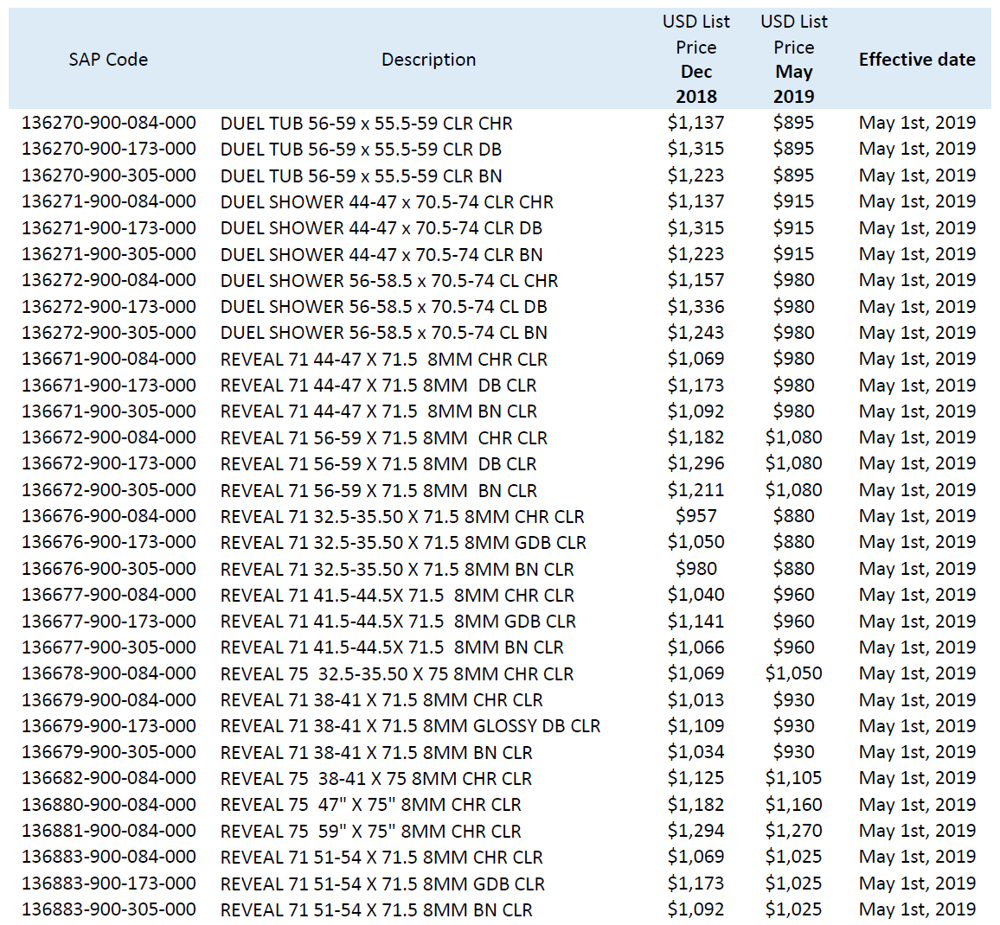 SAP Code Description USD List Price Dec 2018 USD List Price May 2019 Effective date
136270-900-084-000 DUEL TUB 56-59 x 55.5-59 CLR CHR $1,137 $895 May 1st, 2019
136270-900-173-000 DUEL TUB 56-59 x 55.5-59 CLR DB $1,315 $895 May 1st, 2019
136270-900-305-000 DUEL TUB 56-59 x 55.5-59 CLR BN $1,223 $895 May 1st, 2019
136271-900-084-000 DUEL SHOWER 44-47 x 70.5-74 CLR CHR $1,137 $915 May 1st, 2019
136271-900-173-000 DUEL SHOWER 44-47 x 70.5-74 CLR DB $1,315 $915 May 1st, 2019
136271-900-305-000 DUEL SHOWER 44-47 x 70.5-74 CLR BN $1,223 $915 May 1st, 2019
136272-900-084-000 DUEL SHOWER 56-58.5 x 70.5-74 CL CHR $1,157 $980 May 1st, 2019
136272-900-173-000 DUEL SHOWER 56-58.5 x 70.5-74 CL DB $1,336 $980 May 1st, 2019
136272-900-305-000 DUEL SHOWER 56-58.5 x 70.5-74 CL BN $1,243 $980 May 1st, 2019
136671-900-084-000 REVEAL 71 44-47 X 71.5 8MM CHR CLR $1,069 $980 May 1st, 2019
136671-900-173-000 REVEAL 71 44-47 X 71.5 8MM DB CLR $1,173 $980 May 1st, 2019
136671-900-305-000 REVEAL 71 44-47 X 71.5 8MM BN CLR $1,092 $980 May 1st, 2019
136672-900-084-000 REVEAL 71 56-59 X 71.5 8MM CHR CLR $1,182 $1,080 May 1st, 2019
136672-900-173-000 REVEAL 71 56-59 X 71.5 8MM DB CLR $1,296 $1,080 May 1st, 2019
136672-900-305-000 REVEAL 71 56-59 X 71.5 8MM BN CLR $1,211 $1,080 May 1st, 2019
136676-900-084-000 REVEAL 71 32.5-35.50 X 71.5 8MM CHR CLR $957 $880 May 1st, 2019
136676-900-173-000 REVEAL 71 32.5-35.50 X 71.5 8MM GDB CLR $1,050 $880 May 1st, 2019
136676-900-305-000 REVEAL 71 32.5-35.50 X 71.5 8MM BN CLR $980 $880 May 1st, 2019
136677-900-084-000 REVEAL 71 41.5-44.5X 71.5 8MM CHR CLR $1,040 $960 May 1st, 2019
136677-900-173-000 REVEAL 71 41.5-44.5X 71.5 8MM GDB CLR $1,141 $960 May 1st, 2019
136677-900-305-000 REVEAL 71 41.5-44.5X 71.5 8MM BN CLR $1,066 $960 May 1st, 2019
136678-900-084-000 REVEAL 75 32.5-35.50 X 75 8MM CHR CLR $1,069 $1,050 May 1st, 2019
136679-900-084-000 REVEAL 71 38-41 X 71.5 8MM CHR CLR $1,013 $930 May 1st, 2019
136679-900-173-000 REVEAL 71 38-41 X 71.5 8MM GLOSSY DB CLR $1,109 $930 May 1st, 2019
136679-900-305-000 REVEAL 71 38-41 X 71.5 8MM BN CLR $1,034 $930 May 1st, 2019
136682-900-084-000 REVEAL 75 38-41 X 75 8MM CHR CLR $1,125 $1,105 May 1st, 2019
136880-900-084-000 REVEAL 75 47" X 75" 8MM CHR CLR $1,182 $1,160 May 1st, 2019
136881-900-084-000 REVEAL 75 59" X 75" 8MM CHR CLR $1,294 $1,270 May 1st, 2019
136883-900-084-000 REVEAL 71 51-54 X 71.5 8MM CHR CLR $1,069 $1,025 May 1st, 2019
136883-900-173-000 REVEAL 71 51-54 X 71.5 8MM GDB CLR $1,173 $1,025 May 1st, 2019
136883-900-305-000 REVEAL 71 51-54 X 71.5 8MM BN CLR $1,092 $1,025 May 1st, 2019